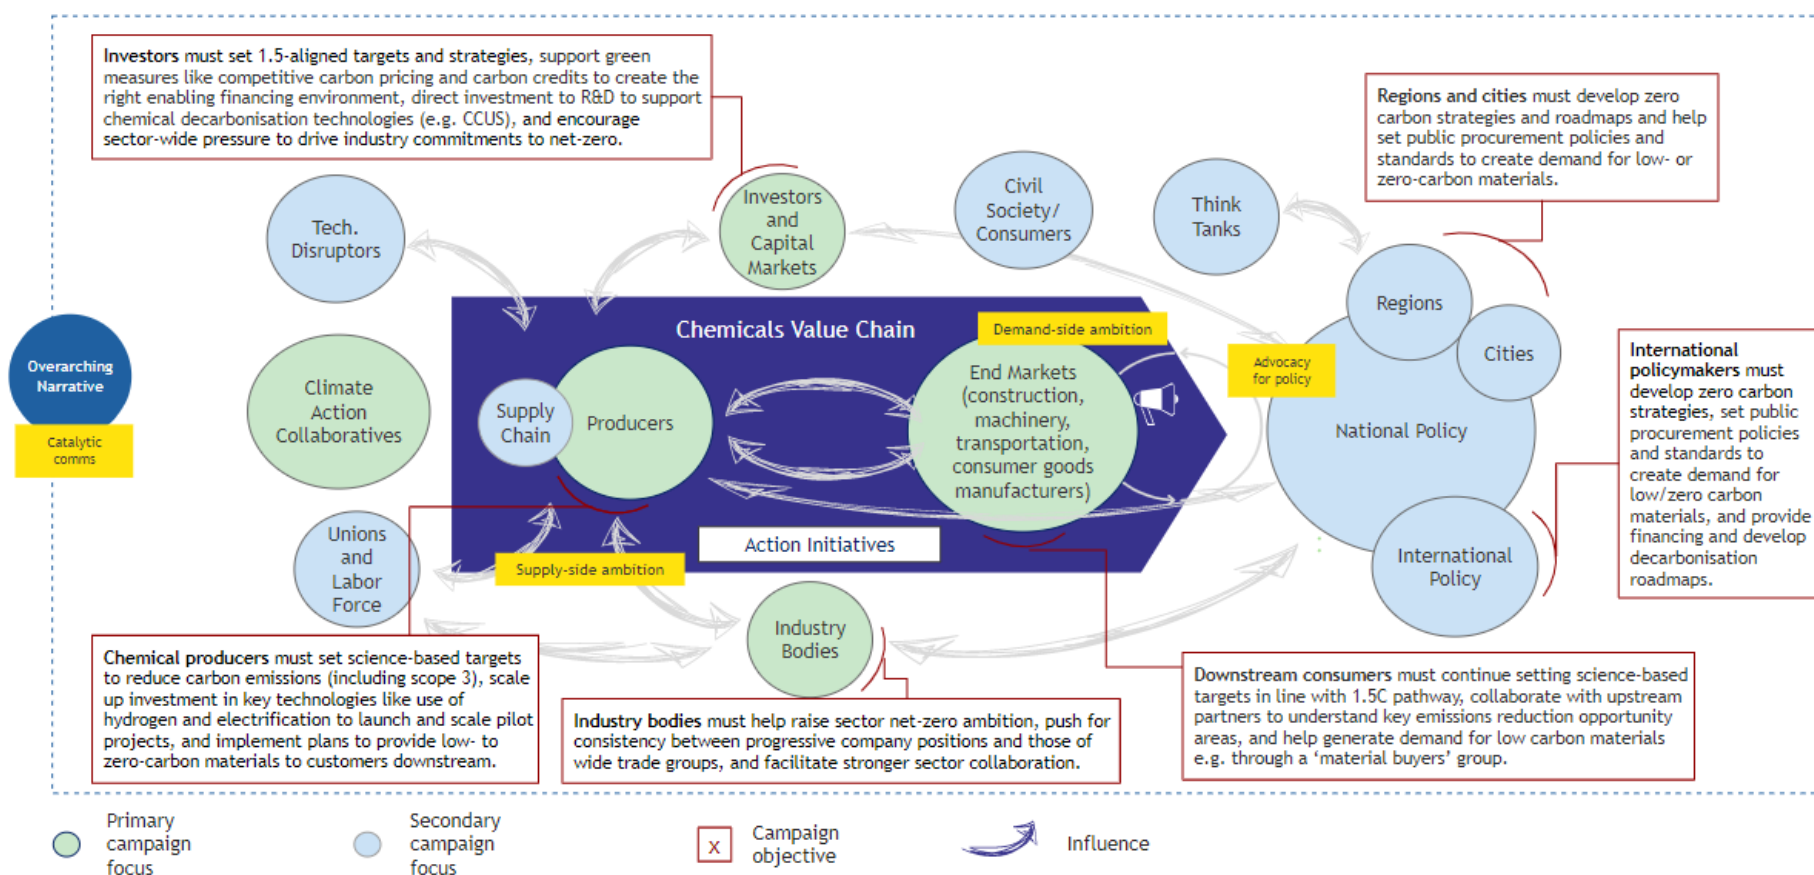 Investors must set 1.5-aligned targets and strategies, support green
measures like competitive carbon pricing and carbon credits to create the
right enabling financing environment, direct investment to R&D to support
chemical decarbonisation technologies (e.g. CCUS), and encourage
sector-wide pressure to drive industry commitments to net-zero.
Regions and cities must develop zero
carbon strategies and roadmaps and help
set public procurement policies and
standards to create demand for low- or
zero-carbon materials.
Tech.
Disruptors
Investors
and
Capital
Markets
Civil
Society/
Consumers
Think
Tanks
Regions
Cities
National Policy
International
Policy
Advocacy
for policy
International
policymakers must
develop zero carbon
strategies, set public
procurement policies
and standards to
create demand for
low/zero carbon
materials, and provide
financing and develop
decarbonisation
roadmaps.
Overarching
Narrative
Catalytic
comms
Climate
Action
Collaboratives
Chemicals Value Chain
Demand-side ambition
Supply
Chain
Producers
End Markets
(construction,
machinery,
transportation,
consumer goods
manufacturers)
Action Initiatives
Supply-side ambition
Unions
and
Labor
Force
Industry
Bodies
Chemical producers must set science-based targets
to reduce carbon emissions (including scope 3), scale
up investment in key technologies like use of
hydrogen and electrification to launch and scale pilot
projects, and implement plans to provide low- to
zero-carbon materials to customers downstream.
Industry bodies must help raise sector net-zero ambition, push for
consistency between progressive company positions and those of
wide trade groups, and facilitate stronger sector collaboration.
Downstream consumers must continue setting science-based
targets in line with 1.5C pathway, collaborate with upstream
partners to understand key emissions reduction opportunity
areas, and help generate demand for low carbon materials
e.g. through a ‘material buyers’ group.
Primary
campaign
focus
Secondary
campaign
focus
x
Campaign
objective
Influence